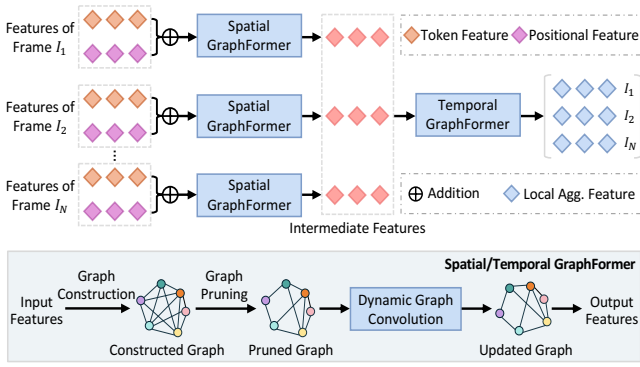 Features of
Frame I₁
Spatial
GraphFormer
Token Feature
Positional Feature
Features of
Frame I₂
Spatial
GraphFormer
Temporal
GraphFormer
I₁
I₂
I_N
⋮
Features of
Frame I_N
Spatial
GraphFormer
Addition
Local Agg. Feature
Intermediate Features
Spatial/Temporal GraphFormer
Input
Features
Graph
Construction
Constructed Graph
Graph
Pruning
Pruned Graph
Dynamic Graph
Convolution
Updated Graph
Output
Features